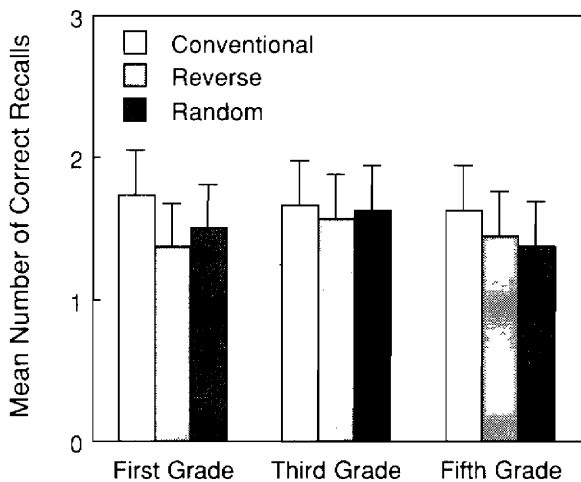 Mean Number of Correct Recalls
3
2
1
0
Conventional
Reverse
Random
First Grade
Third Grade
Fifth Grade